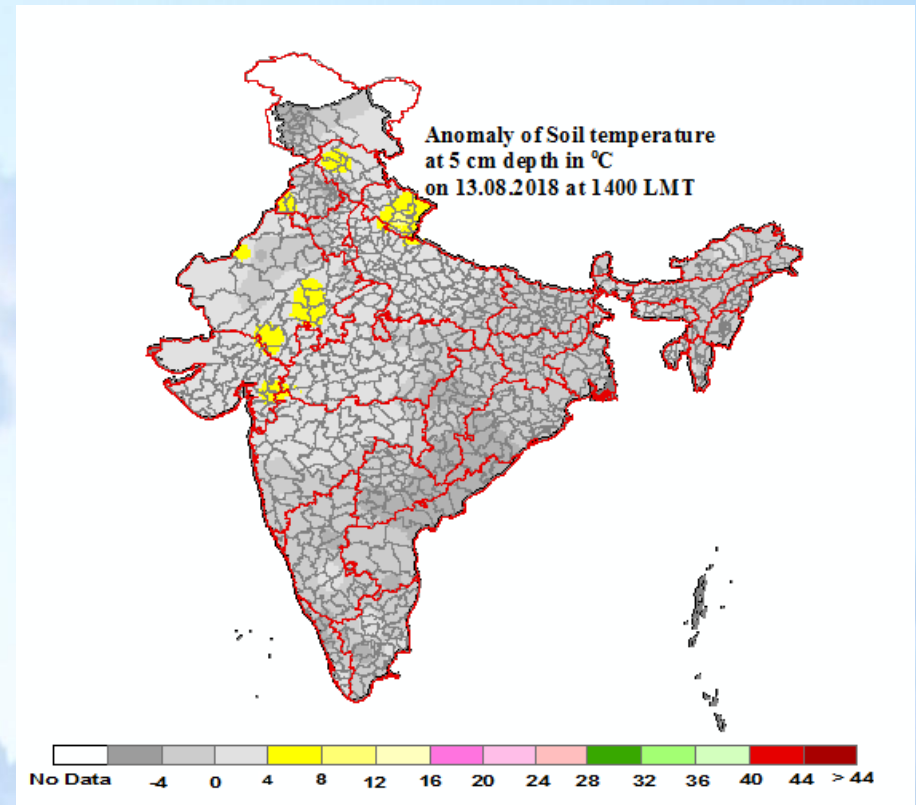 Anomaly of Soil temperature
at 5 cm depth in °C
on 13.08.2018 at 1400 LMT
No Data -4 0 4 8 12 16 20 24 28 32 36 40 44 > 44